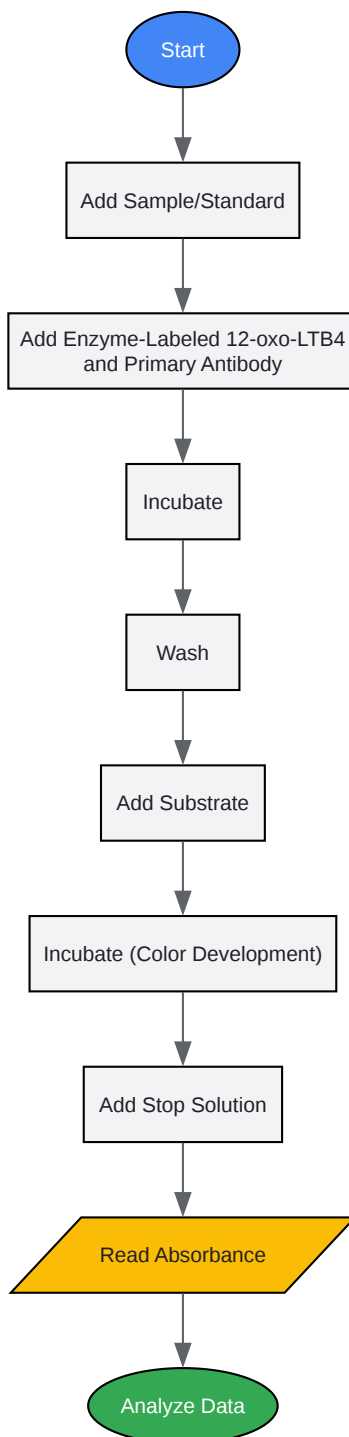 Start
Add Sample/Standard
Add Enzyme-Labeled 12-oxo-LTB4
and Primary Antibody
Incubate
Wash
Add Substrate
Incubate (Color Development)
Add Stop Solution
Read Absorbance
Analyze Data